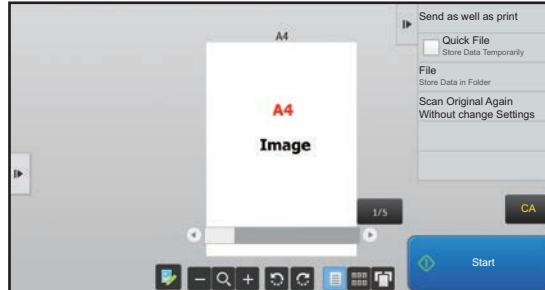 A4
A4
Image
1/5
Send as well as print
Quick File
Store Data Temporarily
File
Store Data in Folder
Scan Original Again
Without change Settings
CA
Start